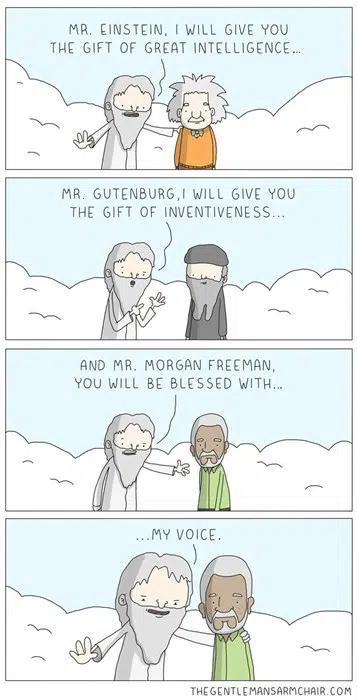 MR. EINSTEIN, I WILL GIVE YOU
THE GIFT OF GREAT INTELLIGENCE...
MR. GUTENBURG,I WILL GIVE YOU
THE GIFT OF INVENTIVENESS...
AND MR. MORGAN FREEMAN,
YOU WILL BE BLESSED WITH...
...MY VOICE.
THEGENTLEMANSARMCHAIR.COM